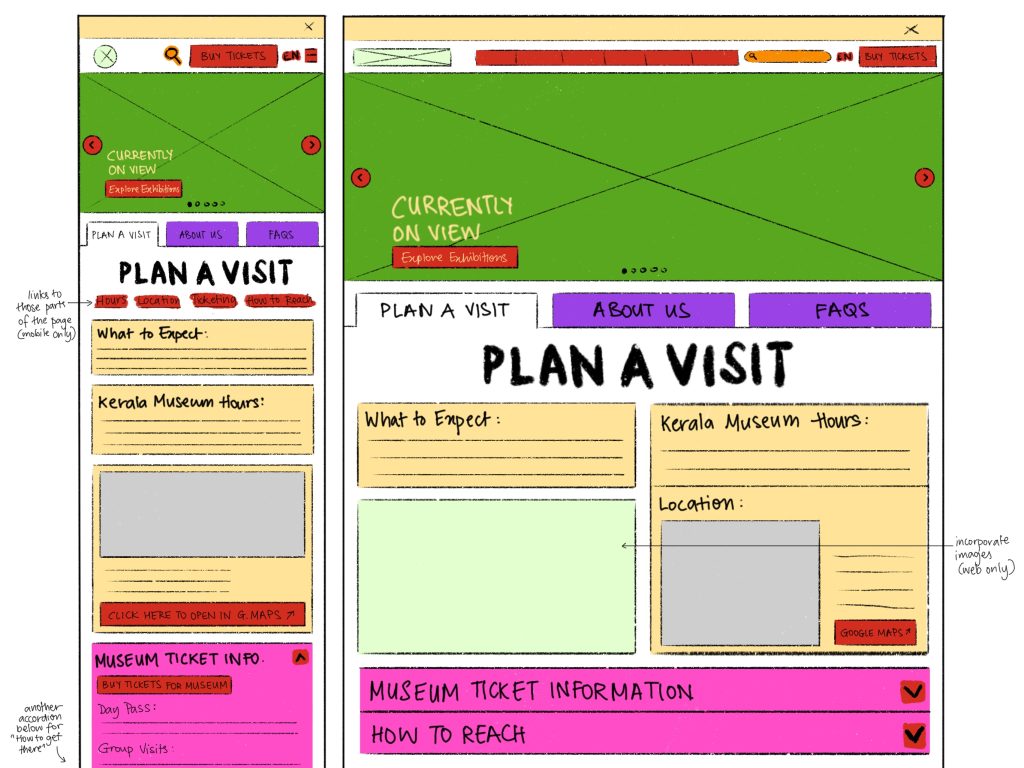 BUY TICKETS
EN
CURRENTLY
ON VIEW
Explore Exhibitions
PLAN A VISIT
ABOUT US
FAQS
PLAN A VISIT
links to
those parts
of the page
(mobile only)
Hours
Location
Ticketing
How to Reach
What to Expect:
Kerala Museum Hours:
CLICK HERE TO OPEN IN G. MAPS
MUSEUM TICKET INFO.
BUY TICKETS FOR MUSEUM
Day Pass:
Group Visits:
another
accordion
below for
"How to get
there"
EN
BUY TICKETS
CURRENTLY
ON VIEW
Explore Exhibitions
PLAN A VISIT
ABOUT US
FAQS
PLAN A VISIT
What to Expect:
Kerala Museum Hours:
Location:
GOOGLE MAPS
incorporate
images
(web only)
MUSEUM TICKET INFORMATION
HOW TO REACH